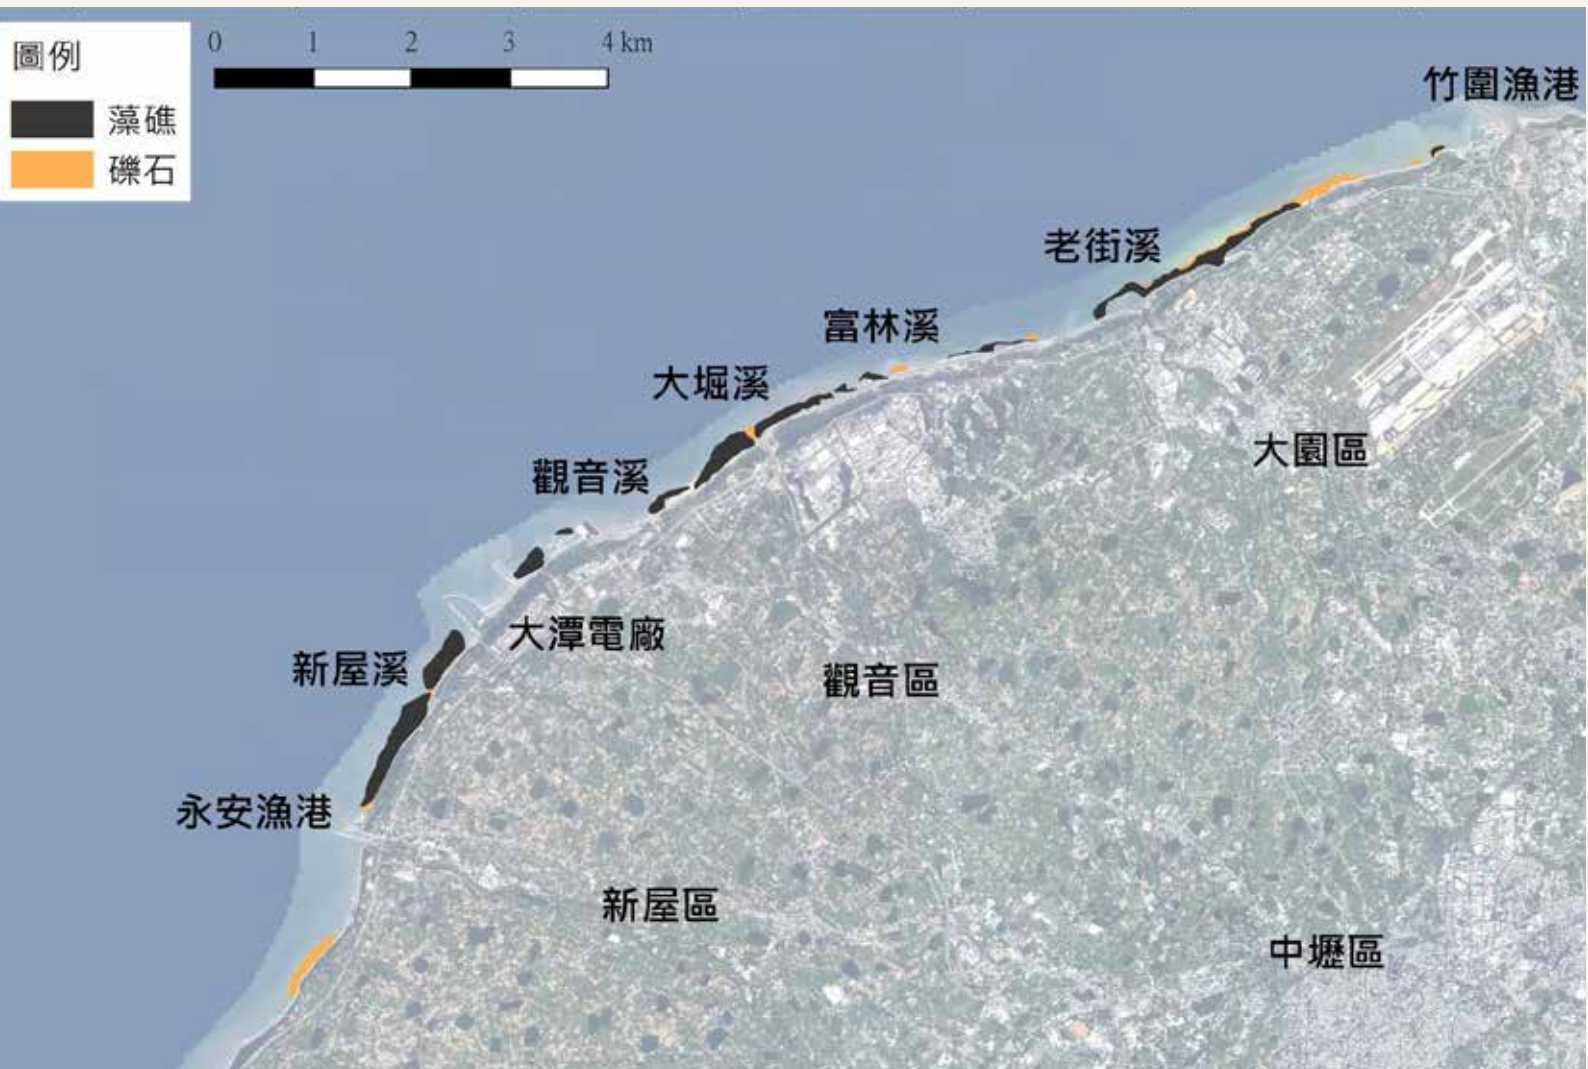 圖例
藻礁
礫石
0 1 2 3 4 km
竹圍漁港
老街溪
富林溪
大堀溪
大園區
觀音溪
大潭電廠
新屋溪
觀音區
永安漁港
新屋區
中壢區